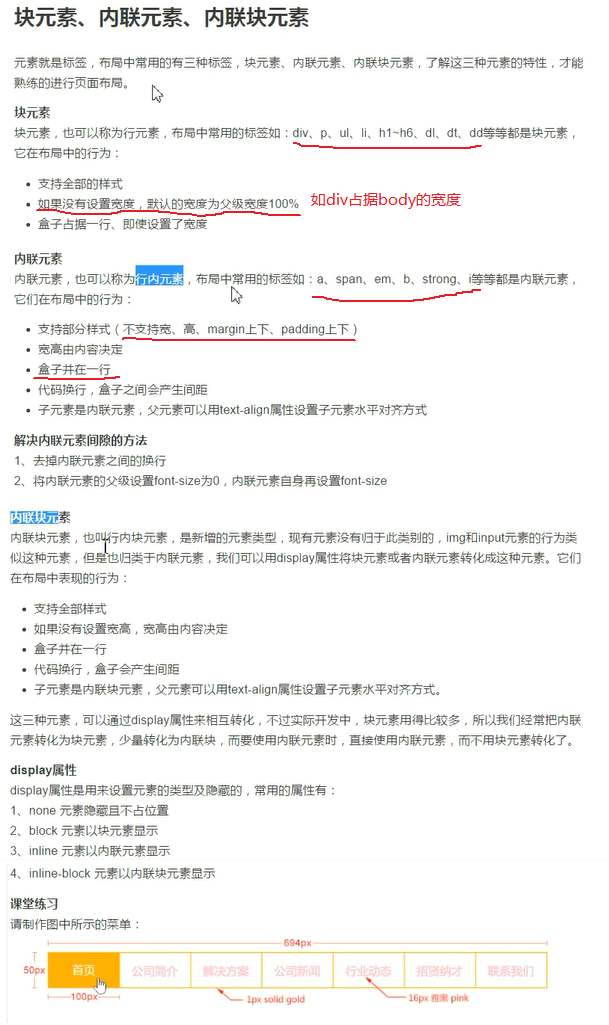 块元素、内联元素、内联块元素
元素就是标签，布局中常用的有三种标签，块元素、内联元素、内联块元素，了解这三种元素的特性，才能
熟练的进行页面布局。
块元素
块元素，也可以称为行元素，布局中常用的标签如：div、p、ul、li、h1~h6、dl、dt、dd等等都是块元素，
它在布局中的行为：
• 支持全部的样式
• 如果没有设置宽度，默认的宽度为父级宽度100% 如div占据body的宽度
• 盒子占据一行、即使设置了宽度
内联元素
内联元素，也可以称为行内元素，布局中常用的标签如：a、span、em、b、strong、i等等都是内联元素，
它们在布局中的行为：
• 支持部分样式（不支持宽、高、margin上下、padding上下）
• 宽高由内容决定
• 盒子并在一行
• 代码换行，盒子之间会产生间距
• 子元素是内联元素，父元素可以用text-align属性设置子元素水平对齐方式
解决内联元素间隙的方法
1、去掉内联元素之间的换行
2、将内联元素的父级设置font-size为0，内联元素自身再设置font-size
内联块元素
内联块元素，也叫行内块元素，是新增的元素类型，现有元素没有归于此类别的，img和input元素的行为类
似这种元素，但是也归类于内联元素，我们可以用display属性将块元素或者内联元素转化成这种元素。它们
在布局中表现的行为：
• 支持全部样式
• 如果没有设置宽高，宽高由内容决定
• 盒子并在一行
• 代码换行，盒子会产生间距
• 子元素是内联块元素，父元素可以用text-align属性设置子元素水平对齐方式。
这三种元素，可以通过display属性来相互转化，不过实际开发中，块元素用得比较多，所以我们经常把内联
元素转化为块元素，少量转化为内联块，而要使用内联元素时，直接使用内联元素，而不用块元素转化了。
display属性
display属性是用来设置元素的类型及隐藏的，常用的属性有：
1、none 元素隐藏且不占位置
2、block 元素以块元素显示
3、inline 元素以内联元素显示
4、inline-block 元素以内联块元素显示
课堂练习
请制作图中所示的菜单：
694px
50px 首页 公司简介 解决方案 公司新闻 行业动态 招贤纳才 联系我们
100px 1px solid gold 16px 雅黑 pink